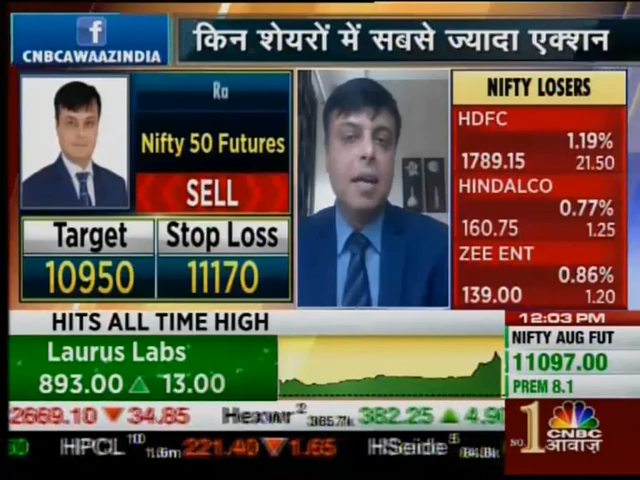 CNBCAWAAZINDIA
किन शेयरों में सबसे ज्यादा एक्शन
Ra
Nifty 50 Futures
SELL
Target
Stop Loss
10950
11170
NIFTY LOSERS
HDFC
1.19%
1789.15
21.50
HINDALCO
0.77%
160.75
1.25
ZEE ENT
0.86%
139.00
1.20
HITS ALL TIME HIGH
Laurus Labs
893.00 ▲ 13.00
12:03 PM
NIFTY AUG FUT
11097.00
PREM 8.1
2669.10 ▼ 34.85
382.25 ▲ 4.90
HPCL
221.40 ▼ 1.65
NO. 1 CNBC
आवाज़